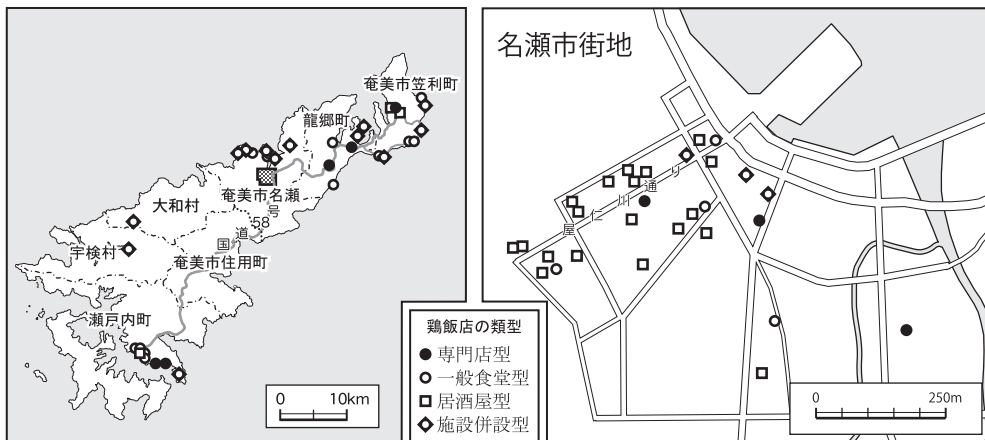 奄美市笠利町
龍郷町
奄美市名瀬
大和村
国道58号
宇検村
奄美市住用町
瀬戸内町
0 10km
名瀬市街地
屋仁川通り
鶏飯店の類型
専門店型
一般食堂型
居酒屋型
施設併設型
0 250m